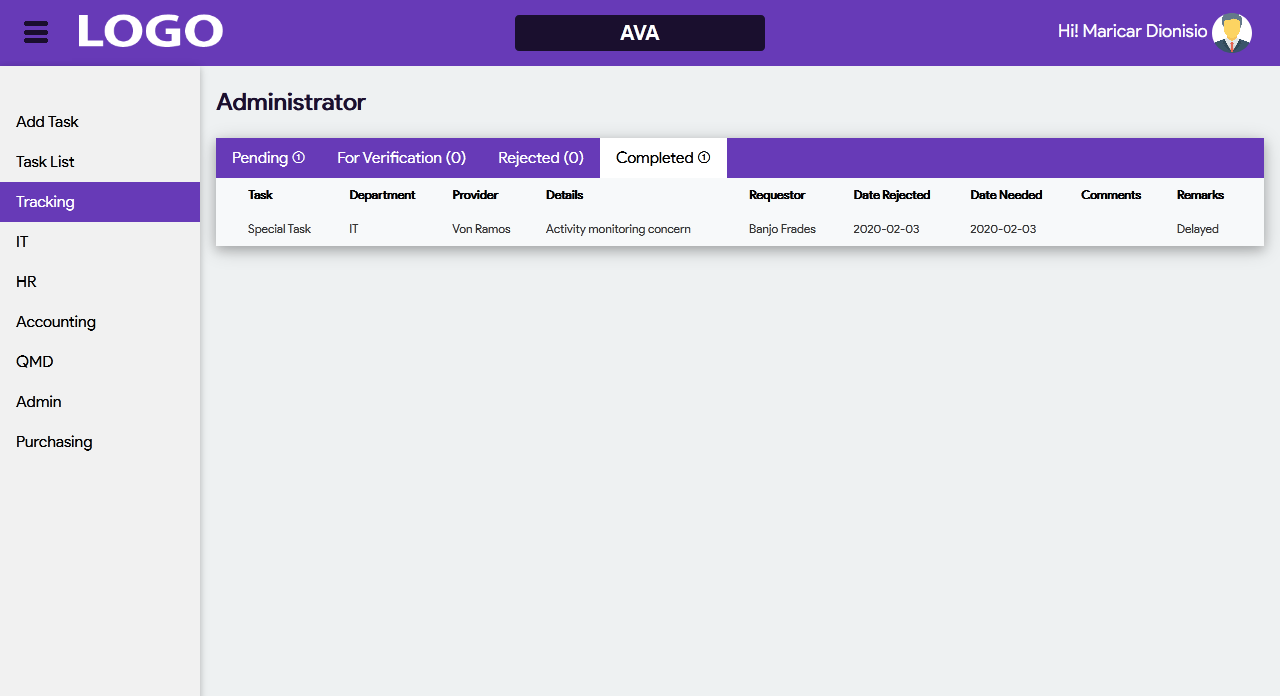 LOGO
AVA
Hi! Maricar Dionisio
Add Task
Task List
Tracking
IT
HR
Accounting
QMD
Admin
Purchasing
Administrator
Pending ① For Verification (0) Rejected (0) Completed ①
Task Department Provider Details Requestor Date Rejected Date Needed Comments Remarks
Special Task IT Von Ramos Activity monitoring concern Banjo Frades 2020-02-03 2020-02-03 Delayed